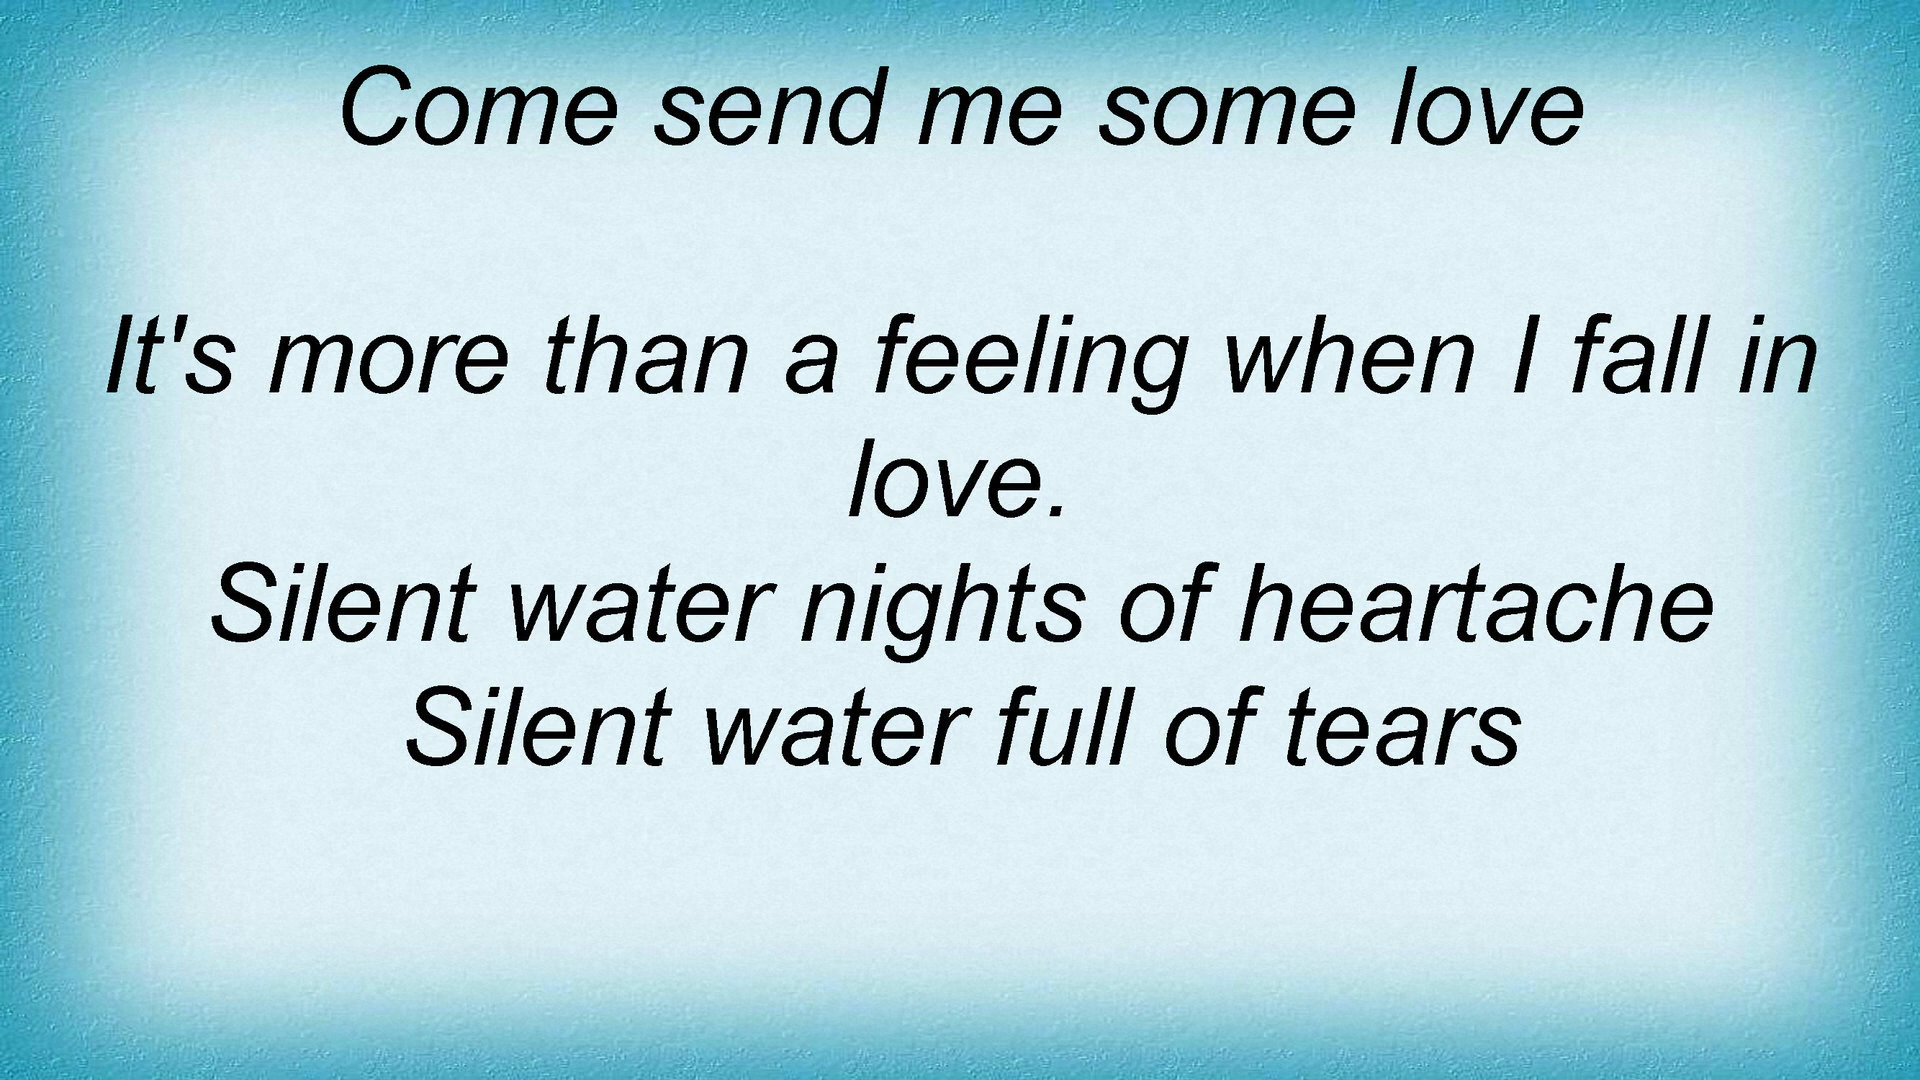 Come send me some love
It's more than a feeling when I fall in
love.
Silent water nights of heartache
Silent water full of tears